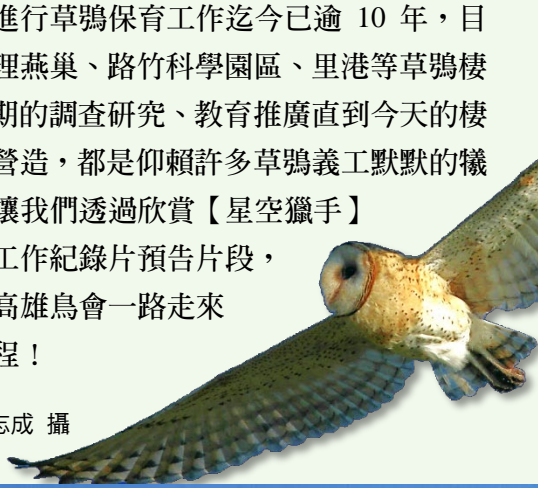 進行草鴞保育工作迄今已逾 10 年，目
理燕巢、路竹科學園區、里港等草鴞棲
期的調查研究、教育推廣直到今天的棲
營造，都是仰賴許多草鴞義工默默的犧
讓我們透過欣賞【星空獵手】
工作紀錄片預告片段，
高雄鳥會一路走來
程！
志成 攝